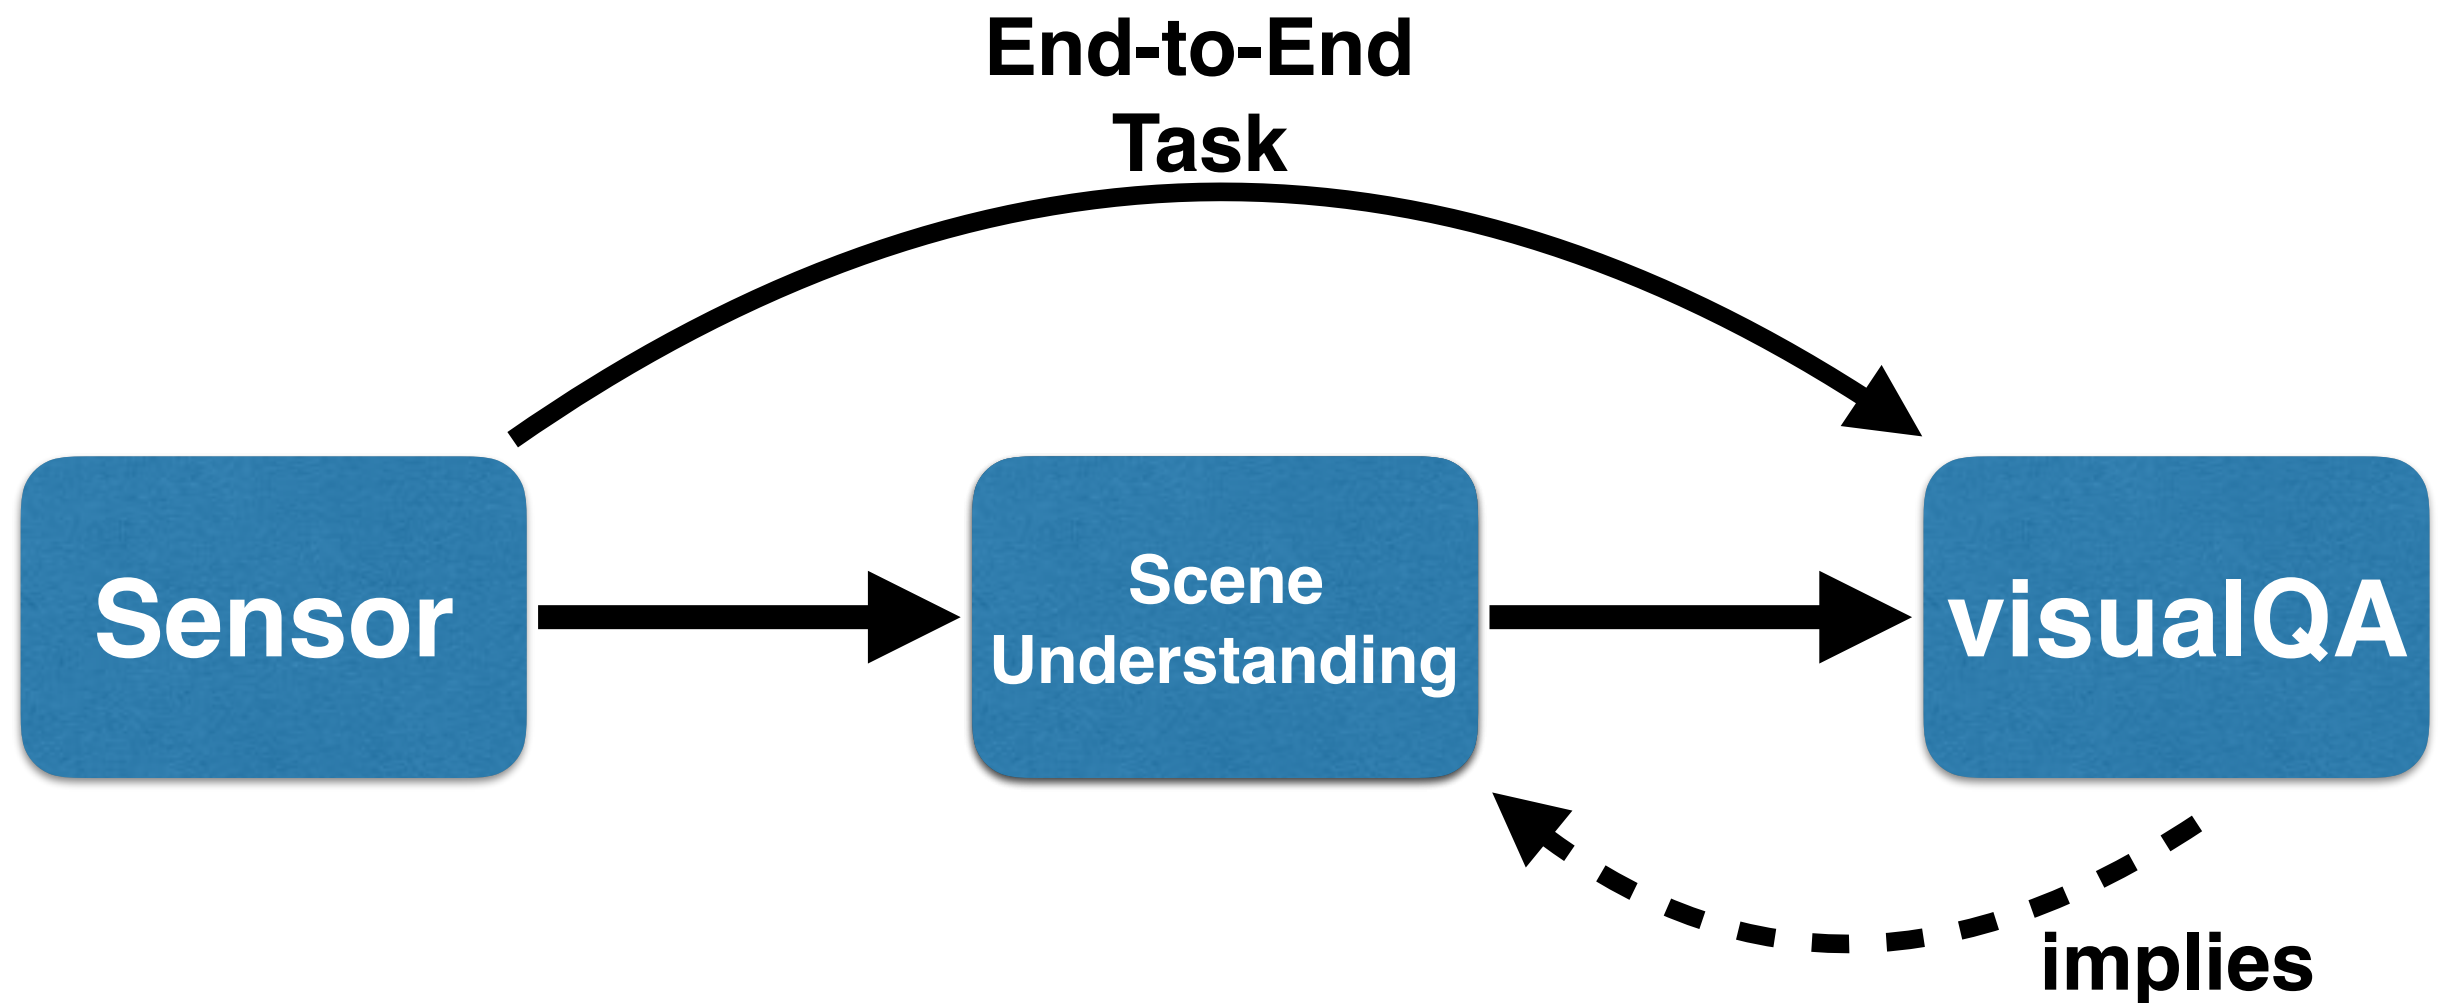 End-to-End
Task
Sensor
Scene
Understanding
visualQA
implies